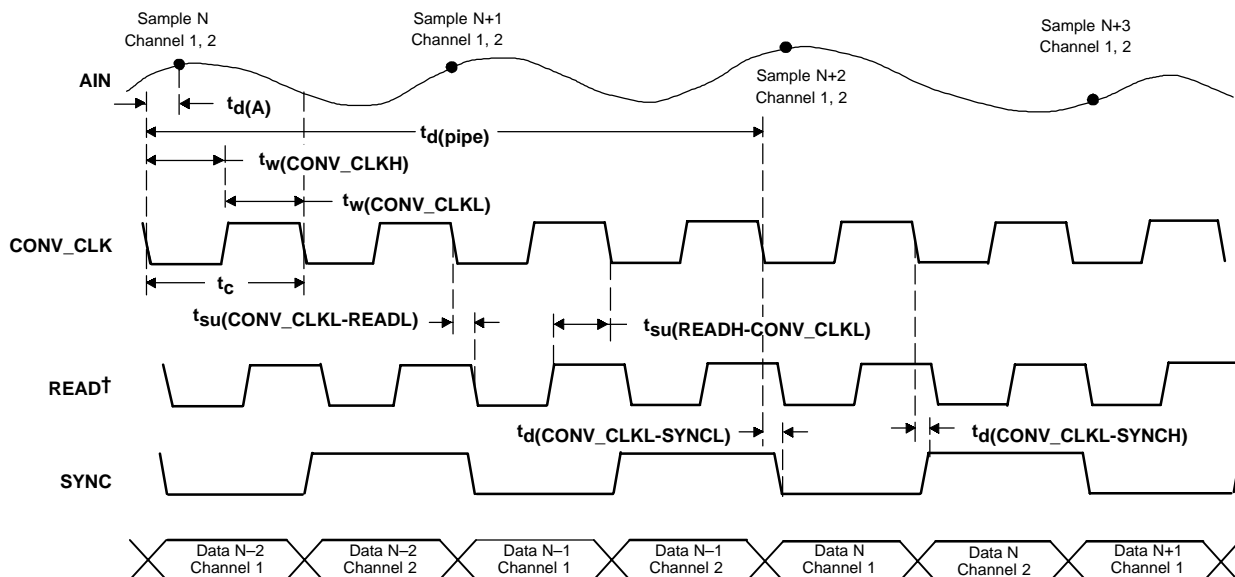 Sample N
Channel 1, 2
Sample N+1
Channel 1, 2
Sample N+3
Channel 1, 2
AIN
Sample N+2
Channel 1, 2
td(A)
td(pipe)
tw(CONV_CLKH)
tw(CONV_CLKL)
CONV_CLK
tc
tsu(CONV_CLKL-READL)
tsu(READH-CONV_CLKL)
READ†
td(CONV_CLKL-SYNCL)
td(CONV_CLKL-SYNCH)
SYNC
Data N–2
Channel 1
Data N–2
Channel 2
Data N–1
Channel 1
Data N–1
Channel 2
Data N
Channel 1
Data N
Channel 2
Data N+1
Channel 1